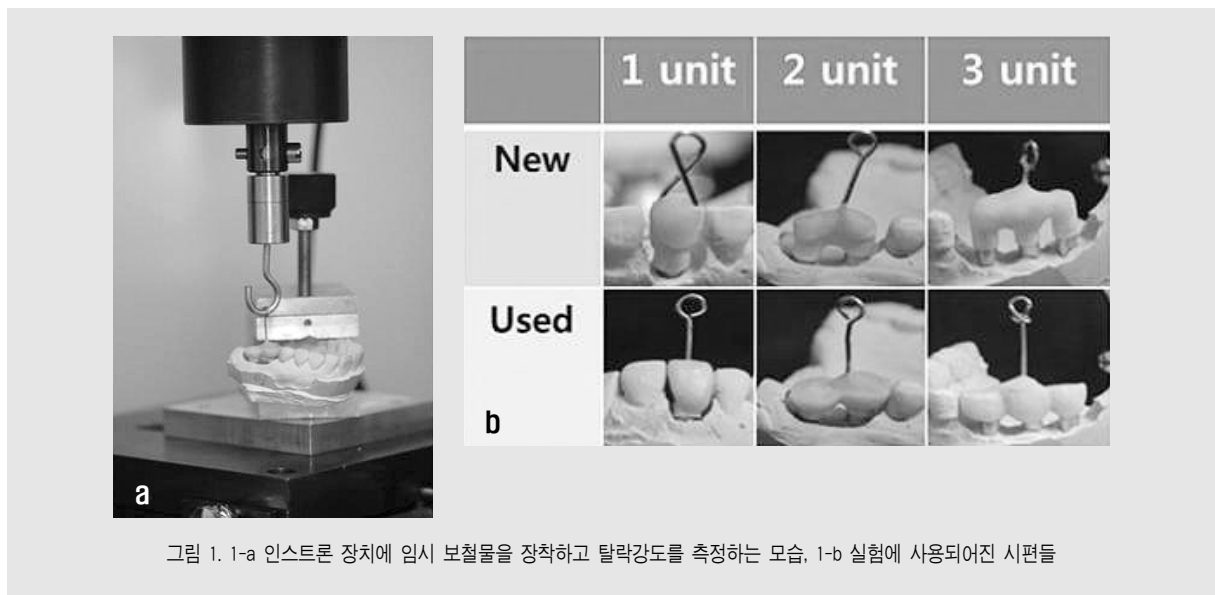 1 unit 2 unit 3 unit
New
Used
b
a
그림 1. 1-a 인스트론 장치에 임시 보철물을 장착하고 탈락강도를 측정하는 모습, 1-b 실험에 사용되어진 시편들